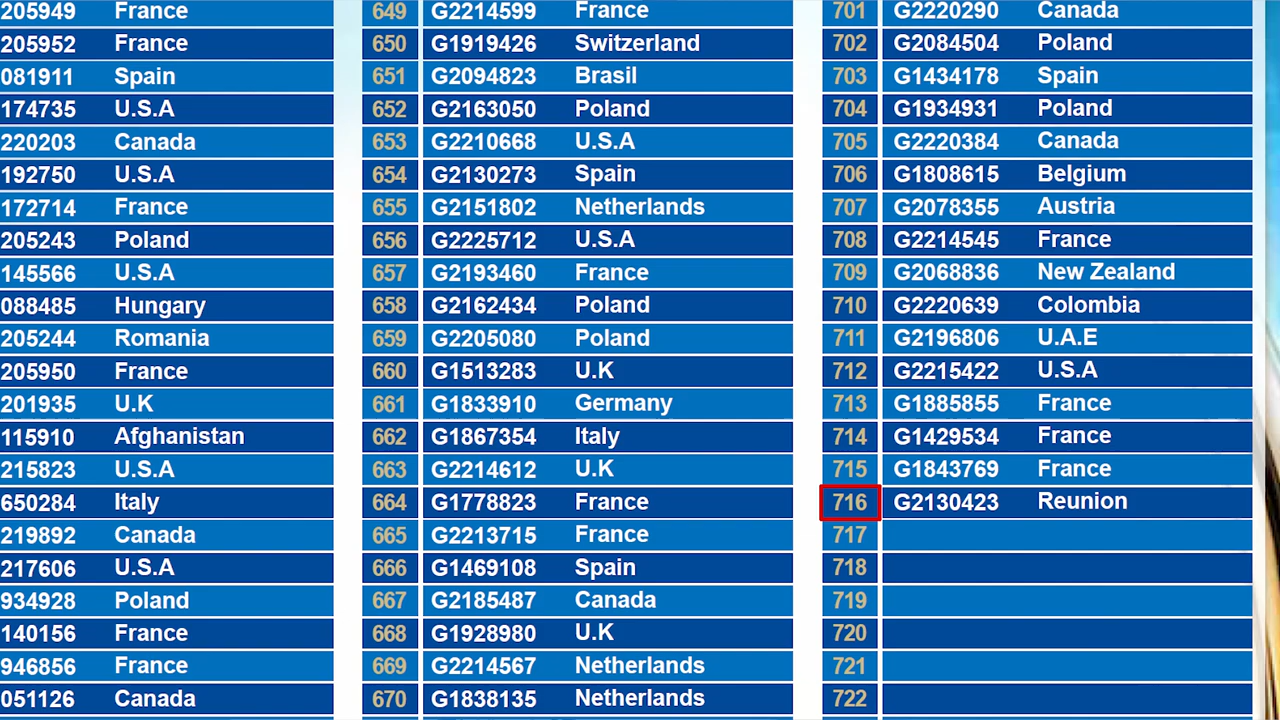 205949 France
205952 France
081911 Spain
174735 U.S.A
220203 Canada
192750 U.S.A
172714 France
205243 Poland
145566 U.S.A
088485 Hungary
205244 Romania
205950 France
201935 U.K
115910 Afghanistan
215823 U.S.A
650284 Italy
219892 Canada
217606 U.S.A
934928 Poland
140156 France
946856 France
051126 Canada
649 G2214599 France
650 G1919426 Switzerland
651 G2094823 Brasil
652 G2163050 Poland
653 G2210668 U.S.A
654 G2130273 Spain
655 G2151802 Netherlands
656 G2225712 U.S.A
657 G2193460 France
658 G2162434 Poland
659 G2205080 Poland
660 G1513283 U.K
661 G1833910 Germany
662 G1867354 Italy
663 G2214612 U.K
664 G1778823 France
665 G2213715 France
666 G1469108 Spain
667 G2185487 Canada
668 G1928980 U.K
669 G2214567 Netherlands
670 G1838135 Netherlands
701 G2220290 Canada
702 G2084504 Poland
703 G1434178 Spain
704 G1934931 Poland
705 G2220384 Canada
706 G1808615 Belgium
707 G2078355 Austria
708 G2214545 France
709 G2068836 New Zealand
710 G2220639 Colombia
711 G2196806 U.A.E
712 G2215422 U.S.A
713 G1885855 France
714 G1429534 France
715 G1843769 France
716 G2130423 Reunion
717
718
719
720
721
722